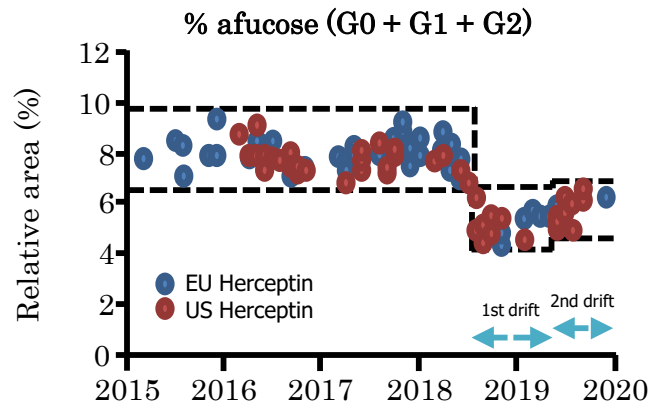 % afucose (G0 + G1 + G2)
Relative area (%)
12
10
8
6
4
2
0
EU Herceptin
US Herceptin
1st drift
2nd drift
2015 2016 2017 2018 2019 2020